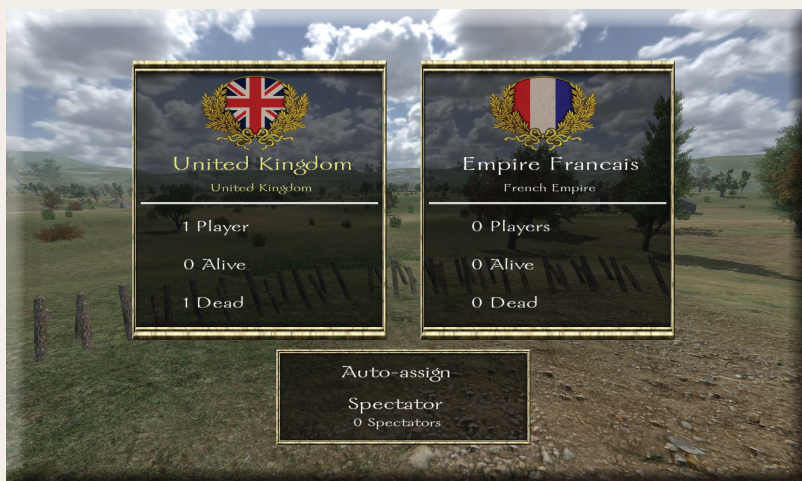 United Kingdom
United Kingdom
1 Player
0 Alive
1 Dead
Empire Francais
French Empire
0 Players
0 Alive
0 Dead
Auto-assign
Spectator
0 Spectators